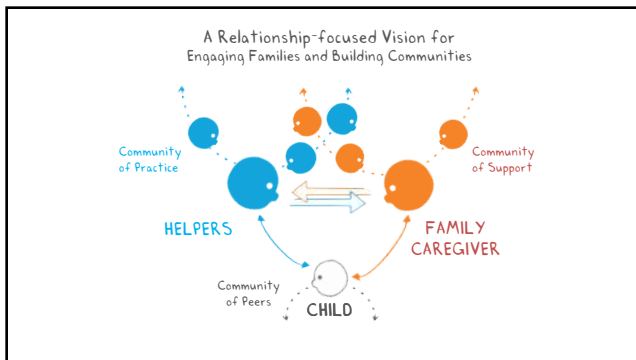 A Relationship-focused Vision for
Engaging Families and Building Communities
Community
of Practice
Community
of Support
HELPERS
FAMILY
CAREGIVER
Community
of Peers
CHILD